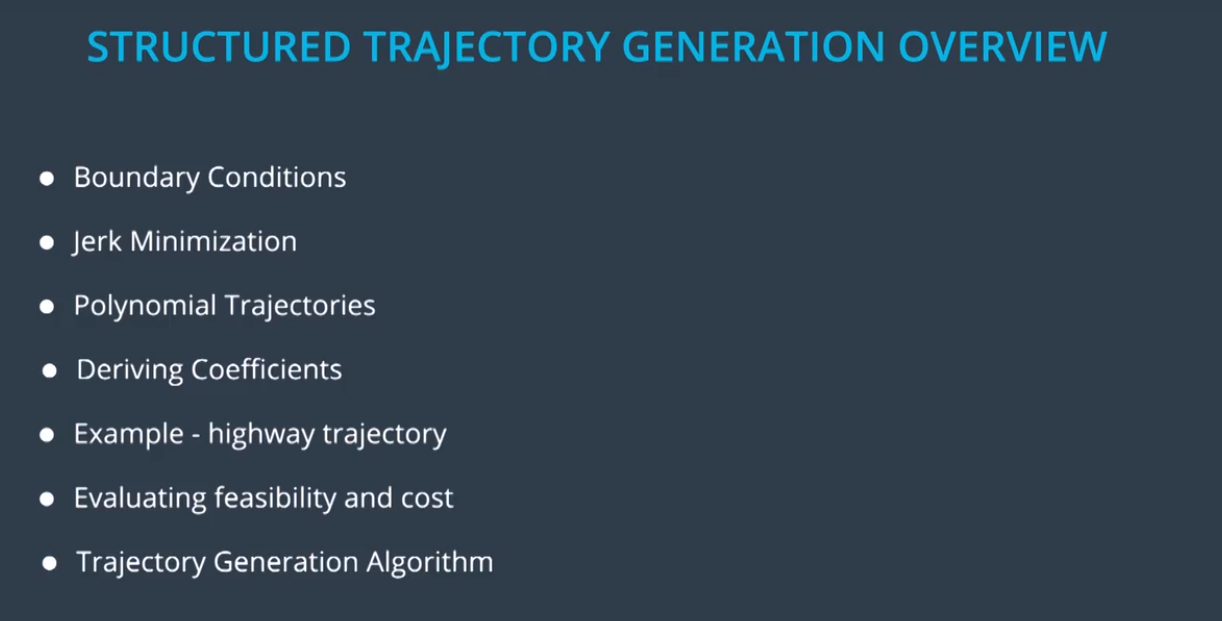 STRUCTURED TRAJECTORY GENERATION OVERVIEW
● Boundary Conditions
● Jerk Minimization
● Polynomial Trajectories
● Deriving Coefficients
● Example - highway trajectory
● Evaluating feasibility and cost
● Trajectory Generation Algorithm